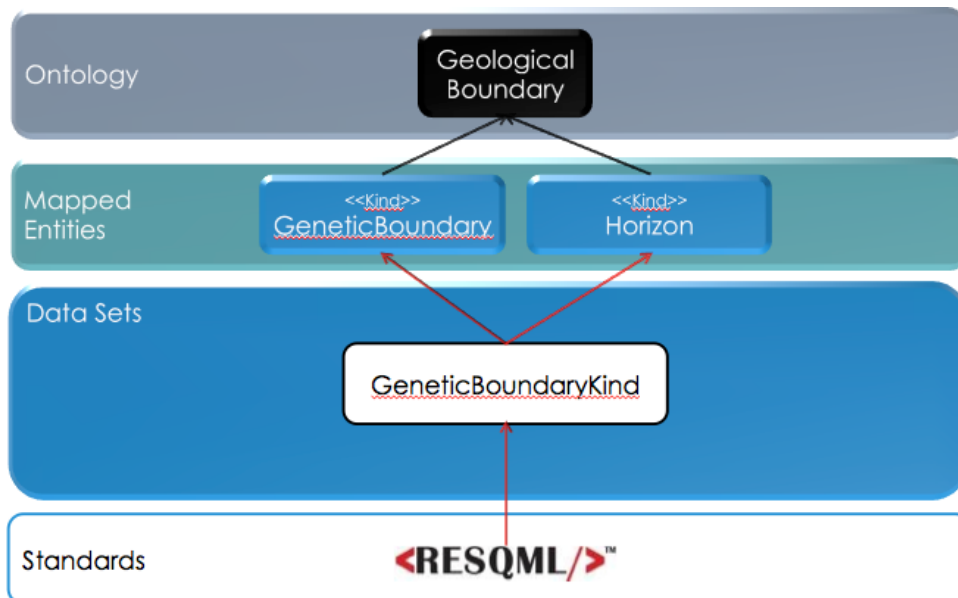 Ontology
Geological
Boundary
Mapped
Entities
<<Kind>>
GeneticBoundary
<<Kind>>
Horizon
Data Sets
GeneticBoundaryKind
Standards
<RESQML/>™